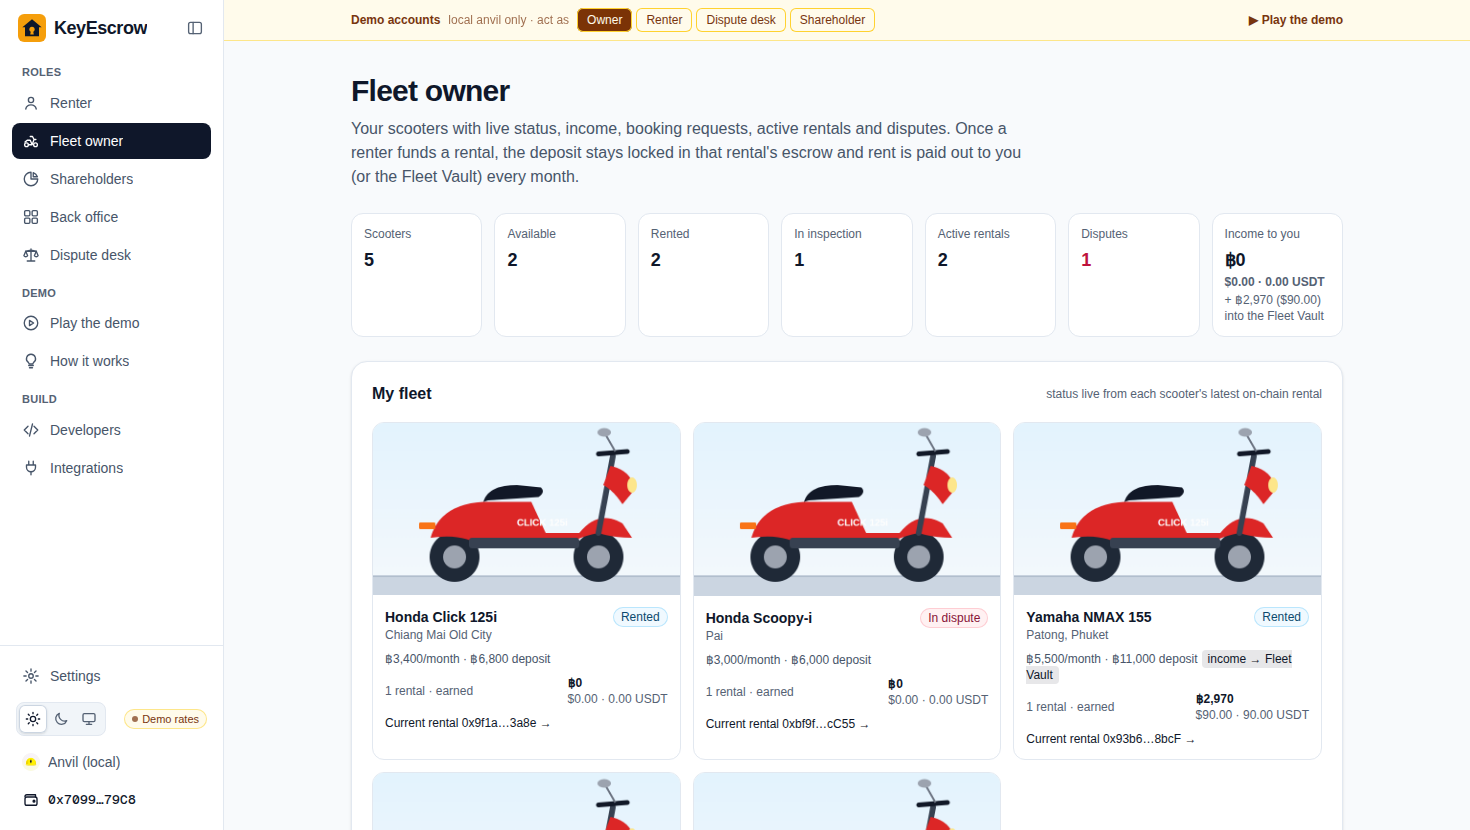 KeyEscrow
ROLES
Renter
Fleet owner
Shareholders
Back office
Dispute desk
DEMO
Play the demo
How it works
BUILD
Developers
Integrations
Settings
Demo rates
Anvil (local)
0x7099…79C8
Demo accounts local anvil only · act as Owner Renter Dispute desk Shareholder ▶ Play the demo
Fleet owner
Your scooters with live status, income, booking requests, active rentals and disputes. Once a
renter funds a rental, the deposit stays locked in that rental's escrow and rent is paid out to you
(or the Fleet Vault) every month.
Scooters
5
Available
2
Rented
2
In inspection
1
Active rentals
2
Disputes
1
Income to you
฿0
$0.00 · 0.00 USDT
+ ฿2,970 ($90.00)
into the Fleet Vault
My fleet
status live from each scooter's latest on-chain rental
Honda Click 125i Rented
Chiang Mai Old City
฿3,400/month · ฿6,800 deposit
1 rental · earned
฿0
$0.00 · 0.00 USDT
Current rental 0x9f1a…3a8e →
Honda Scoopy-i In dispute
Pai
฿3,000/month · ฿6,000 deposit
1 rental · earned
฿0
$0.00 · 0.00 USDT
Current rental 0xbf9f…cC55 →
Yamaha NMAX 155 Rented
Patong, Phuket
฿5,500/month · ฿11,000 deposit income → Fleet
Vault
1 rental · earned
฿2,970
$90.00 · 90.00 USDT
Current rental 0x93b6…8bcF →